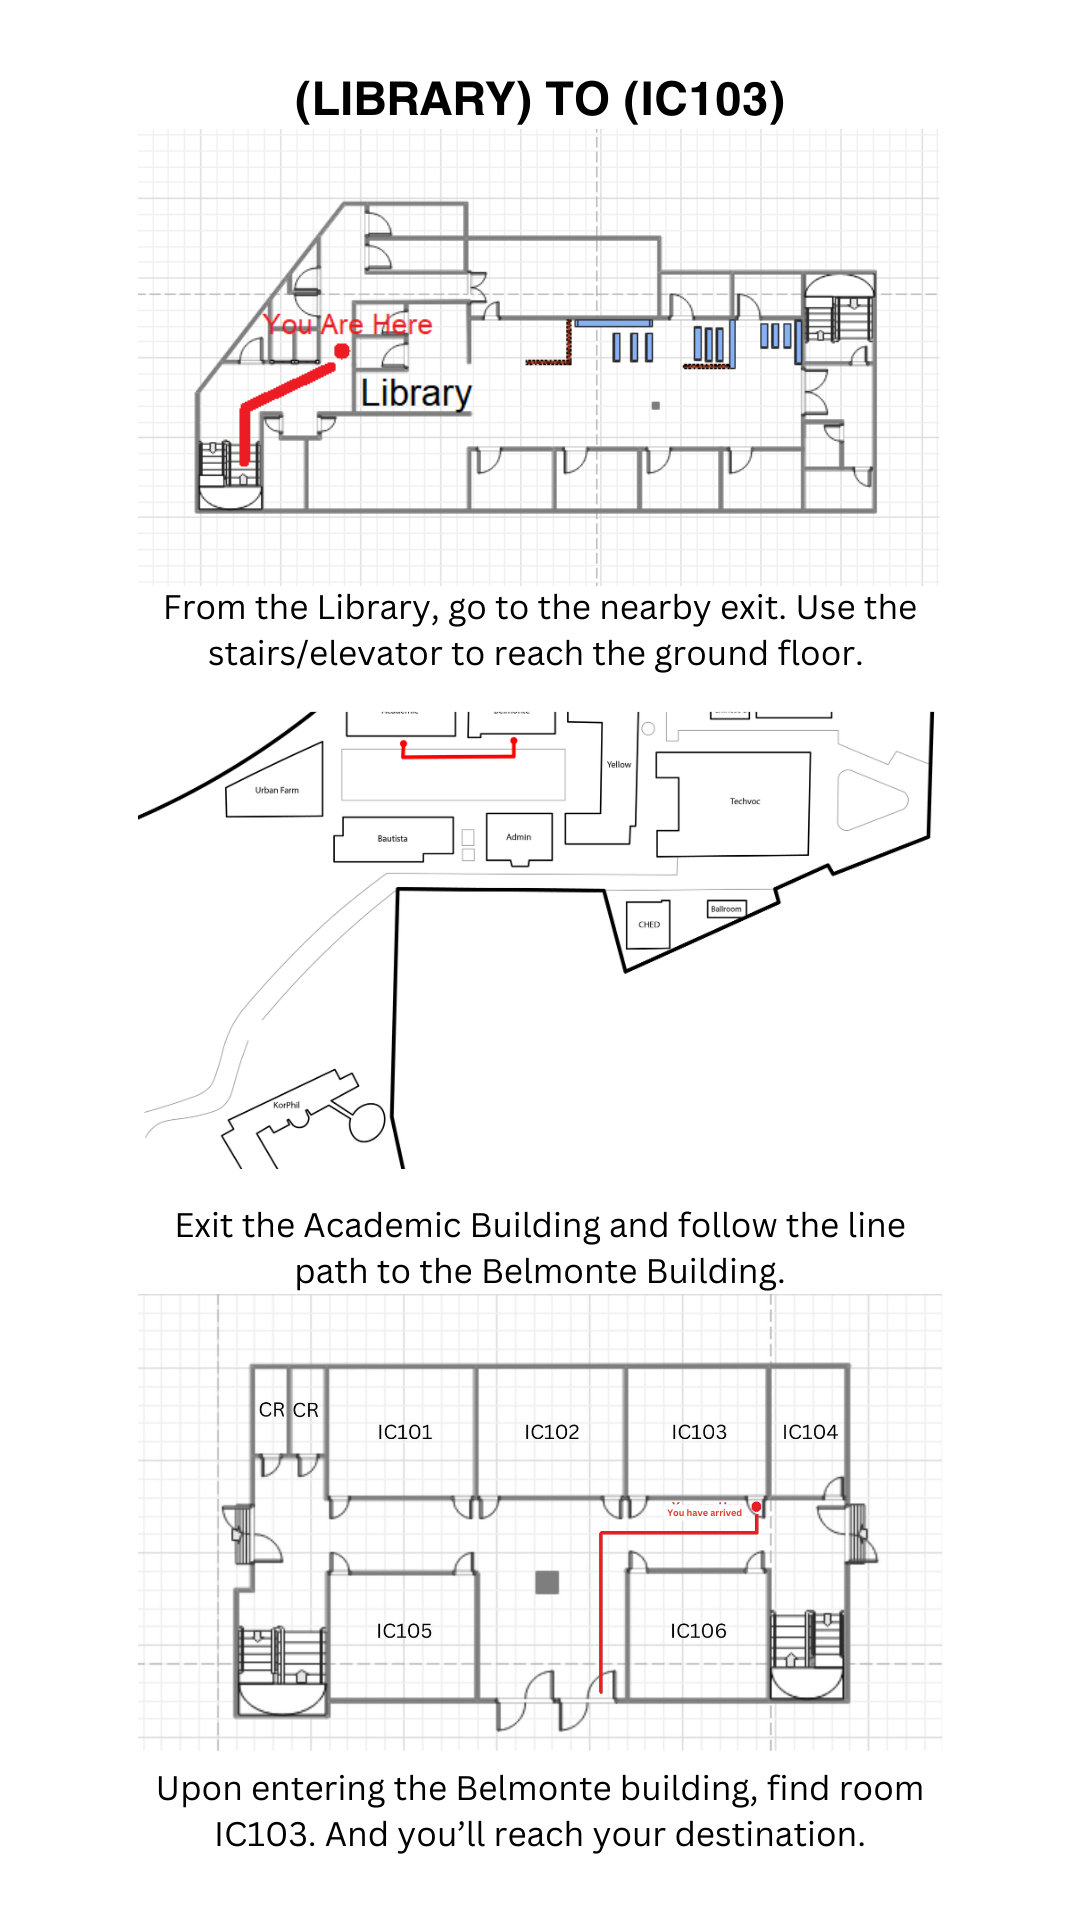 (LIBRARY) TO (IC103)
You Are Here
Library
From the Library, go to the nearby exit. Use the
stairs/elevator to reach the ground floor.
Yellow
Urban Farm
Techvoc
Bautista
Admin
CHED
Ballroom
KorPhil
Exit the Academic Building and follow the line
path to the Belmonte Building.
CR CR
IC101
IC102
IC103
IC104
You have arrived
IC105
IC106
Upon entering the Belmonte building, find room
IC103. And you’ll reach your destination.